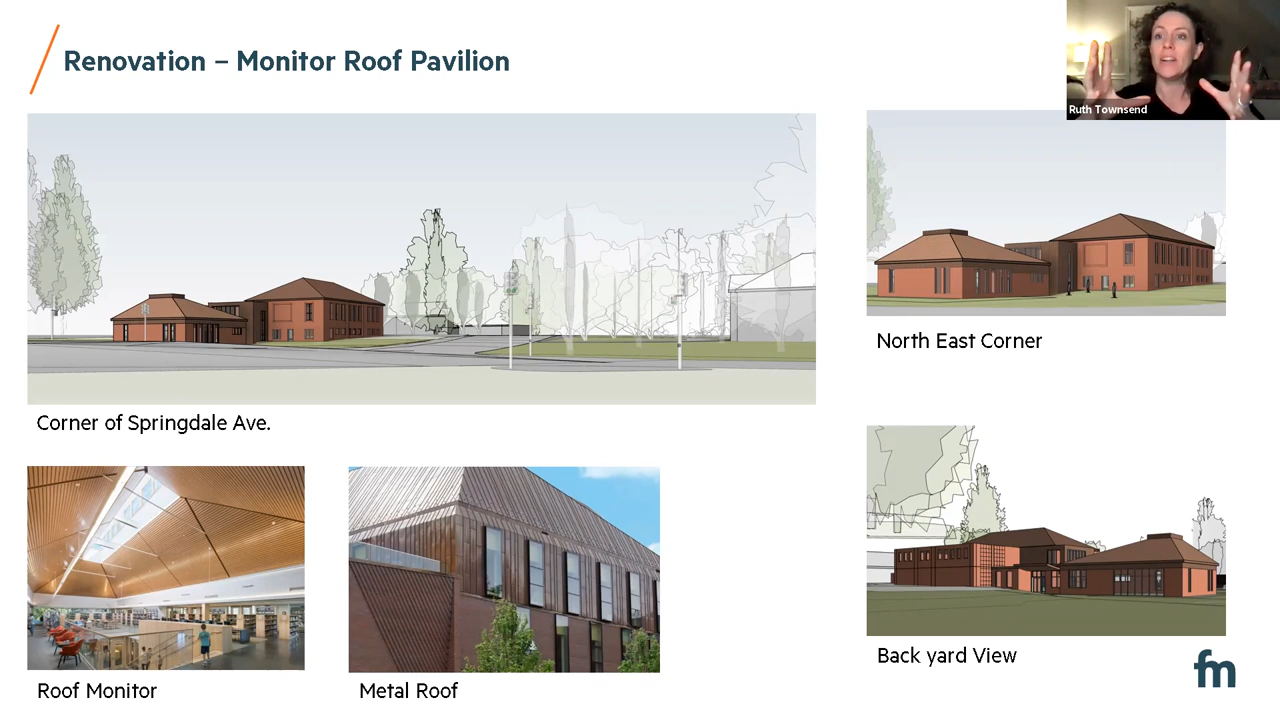 Renovation – Monitor Roof Pavilion
Ruth Townsend
North East Corner
Corner of Springdale Ave.
Roof Monitor
Metal Roof
Back yard View
fm